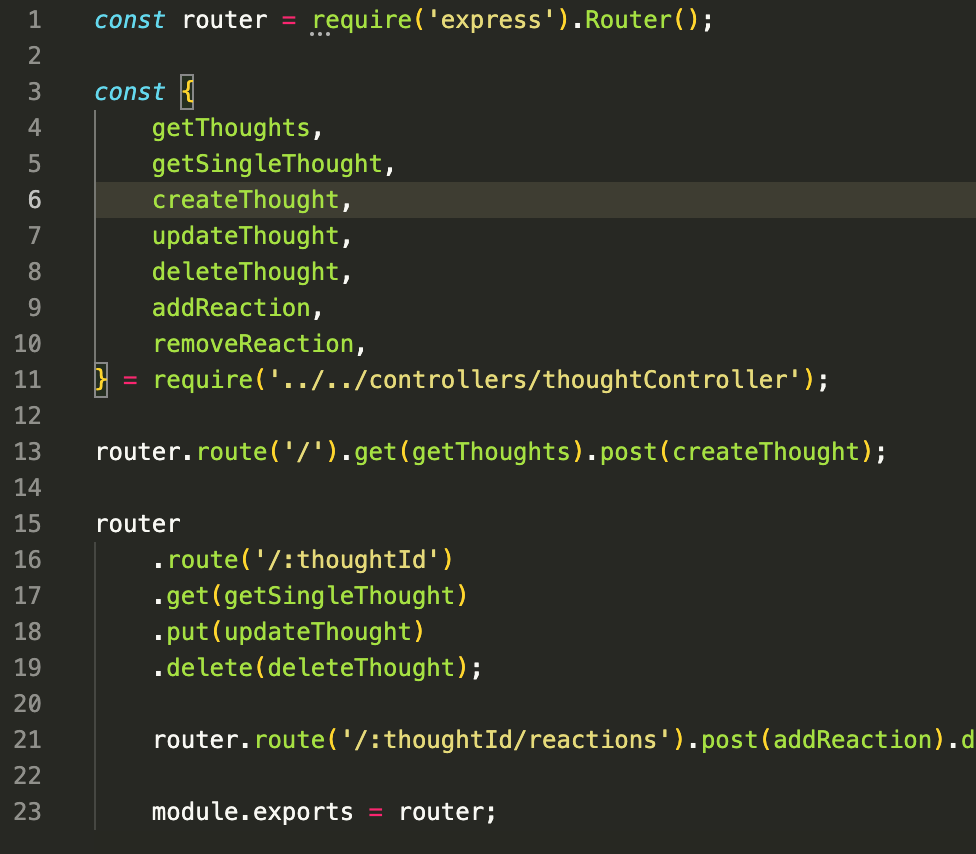 1 const router = require('express').Router();
2
3 const {
4 getThoughts,
5 getSingleThought,
6 createThought,
7 updateThought,
8 deleteThought,
9 addReaction,
10 removeReaction,
11 } = require('../../controllers/thoughtController');
12
13 router.route('/').get(getThoughts).post(createThought);
14
15 router
16 .route('/:thoughtId')
17 .get(getSingleThought)
18 .put(updateThought)
19 .delete(deleteThought);
20
21 router.route('/:thoughtId/reactions').post(addReaction).d
22
23 module.exports = router;